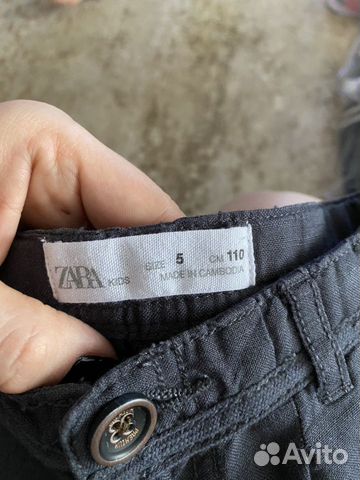 ZARA KIDS SIZE 5 CM 110
MADE IN CAMBODIA
Avito